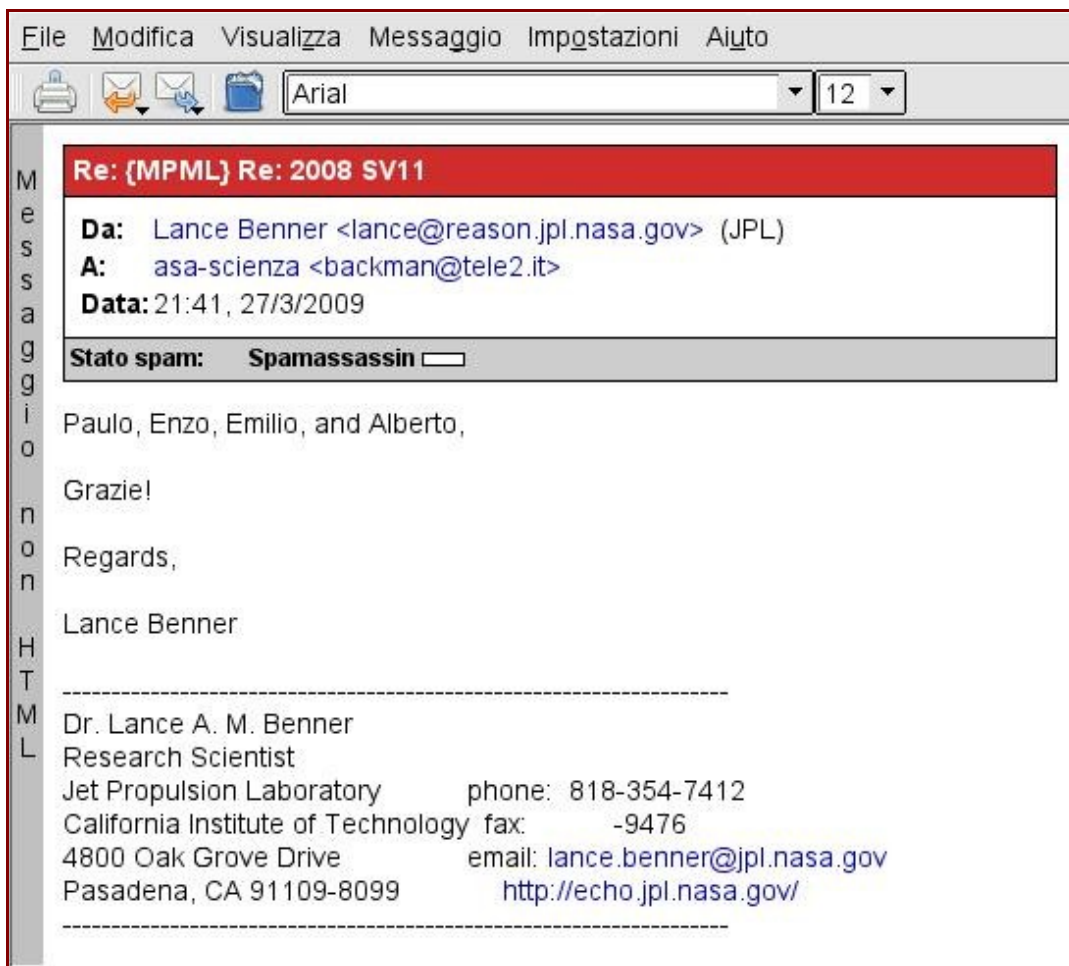 File Modifica Visualizza Messaggio Impostazioni Aiuto
Arial 12
Messaggio non HTML
Re: {MPML} Re: 2008 SV11
Da: Lance Benner <lance@reason.jpl.nasa.gov> (JPL)
A: asa-scienza <backman@tele2.it>
Data: 21:41, 27/3/2009
Stato spam: Spamassassin
Paulo, Enzo, Emilio, and Alberto,
Grazie!
Regards,
Lance Benner
-------------------------------------------------------------------
Dr. Lance A. M. Benner
Research Scientist
Jet Propulsion Laboratory phone: 818-354-7412
California Institute of Technology fax: -9476
4800 Oak Grove Drive email: lance.benner@jpl.nasa.gov
Pasadena, CA 91109-8099 http://echo.jpl.nasa.gov/
-------------------------------------------------------------------